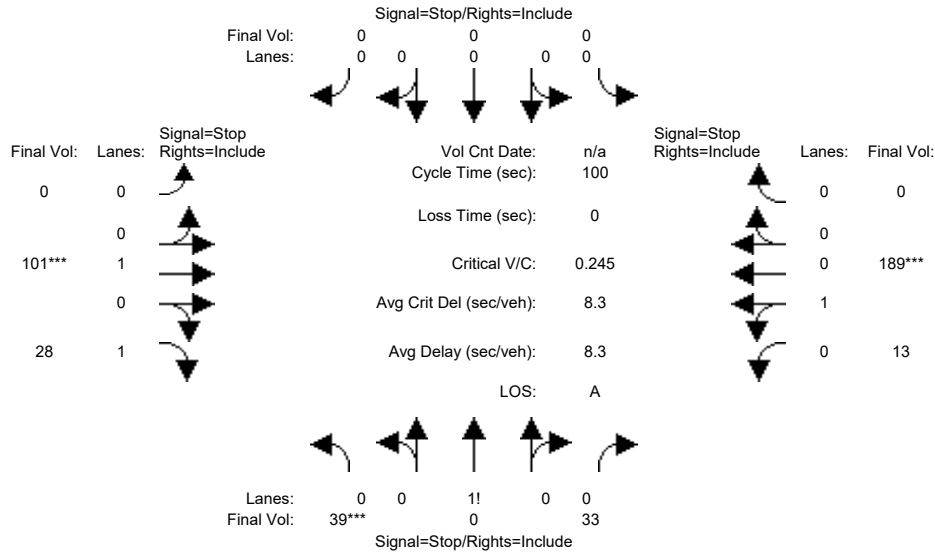 Signal=Stop/Rights=Include
Final Vol: 0 0 0
Lanes: 0 0 0 0 0
Signal=Stop Signal=Stop
Final Vol: Lanes: Rights=Include Vol Cnt Date: n/a Rights=Include Lanes: Final Vol:
Cycle Time (sec): 100
0 0 0 0
Loss Time (sec): 0
0 0
101*** 1 Critical V/C: 0.245 0 189***
0 Avg Crit Del (sec/veh): 8.3 1
28 1 Avg Delay (sec/veh): 8.3 0 13
LOS: A
Lanes: 0 0 1! 0 0
Final Vol: 39*** 0 33
Signal=Stop/Rights=Include